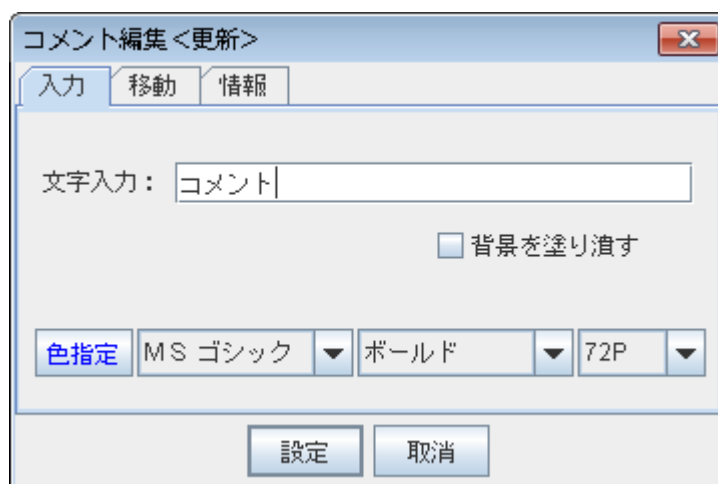 コメント編集<更新>
入力 移動 情報
文字入力： コメント
背景を塗り潰す
色指定 ＭＳ ゴシック ボールド 72P
設定 取消